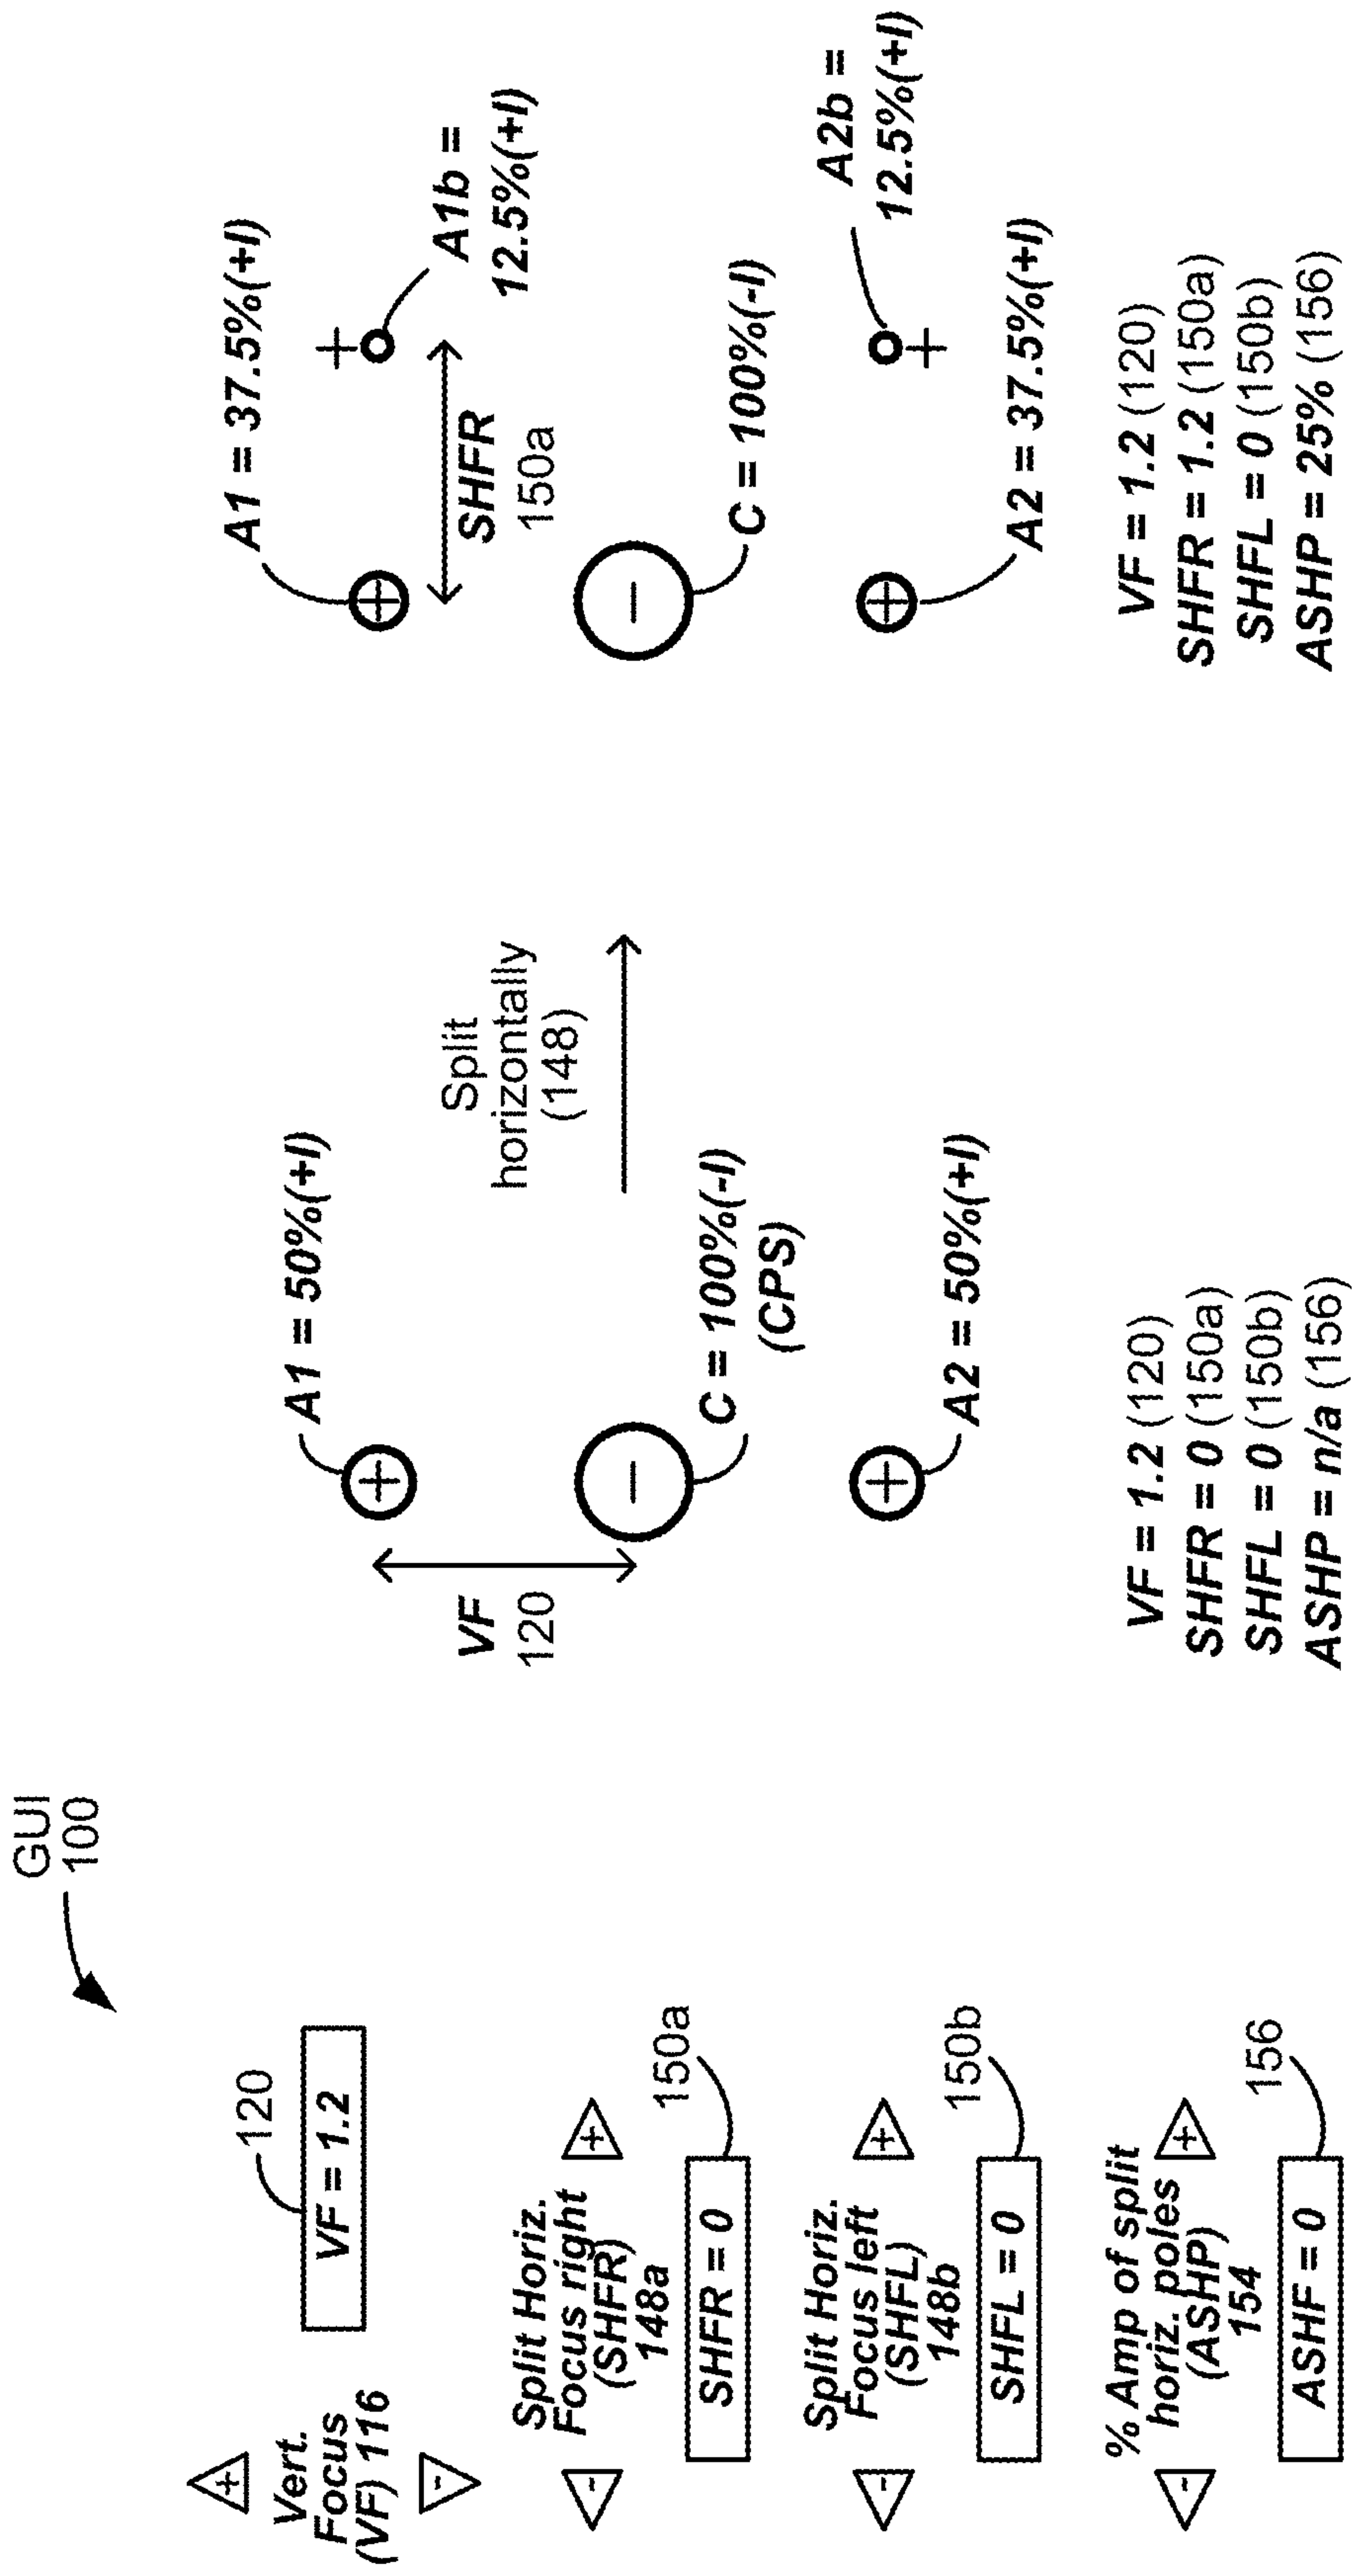 GUI
100
Vert.
Focus
(VF) 116
+
-
120
VF = 1.2
Split Horiz.
Focus right
(SHFR)
148a
-
+
150a
SHFR = 0
Split Horiz.
Focus left
(SHFL)
148b
-
+
150b
SHFL = 0
% Amp of split
horiz. poles
(ASHP)
154
-
+
156
ASHF = 0
VF
120
A1 = 50%(+I)
+
-
C = 100%(-I)
(CPS)
+
A2 = 50%(+I)
VF = 1.2 (120)
SHFR = 0 (150a)
SHFL = 0 (150b)
ASHP = n/a (156)
Split
horizontally
(148)
A1 = 37.5%(+I)
+
+
A1b =
12.5%(+I)
SHFR
150a
-
C = 100%(-I)
A2b =
12.5%(+I)
+
+
A2 = 37.5%(+I)
VF = 1.2 (120)
SHFR = 1.2 (150a)
SHFL = 0 (150b)
ASHP = 25% (156)